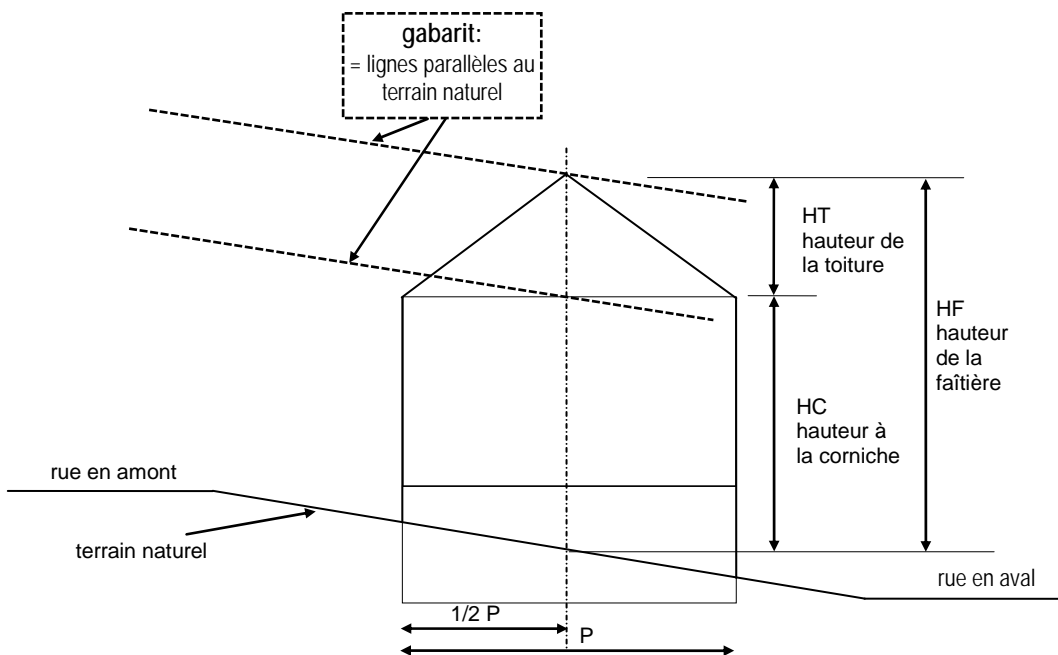 gabarit:
= lignes parallèles au
terrain naturel
HT
hauteur de
la toiture
HF
hauteur
de la
faîtière
HC
hauteur à
la corniche
rue en amont
terrain naturel
rue en aval
1/2 P
P